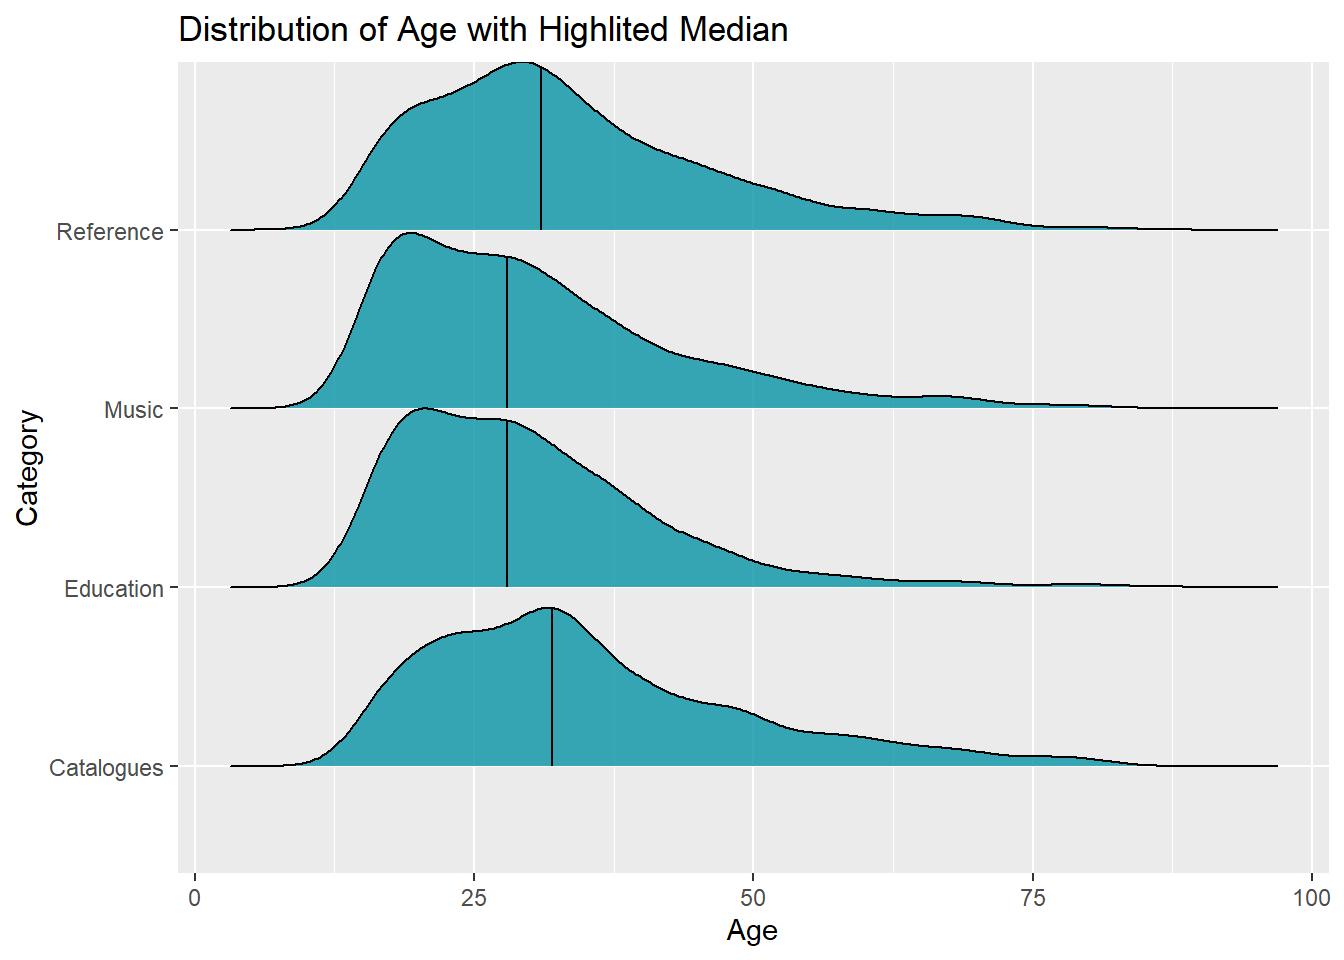 Distribution of Age with Highlited Median
Category
Reference
Music
Education
Catalogues
0 25 50 75 100
Age